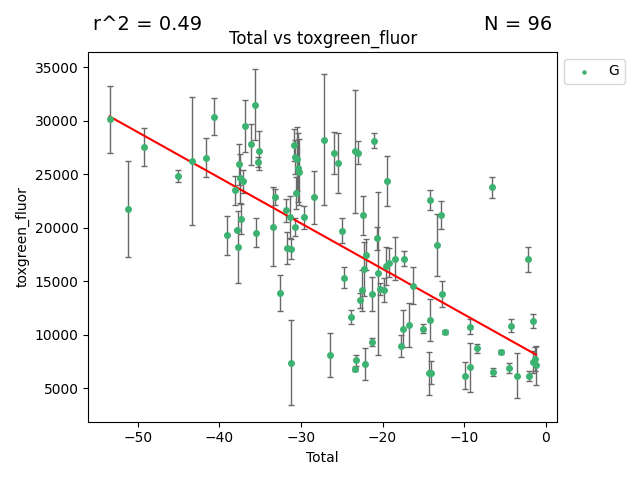 r^2 = 0.49
N = 96
Total vs toxgreen_fluor
G
35000
30000
25000
20000
15000
10000
5000
toxgreen_fluor
−50 −40 −30 −20 −10 0
Total